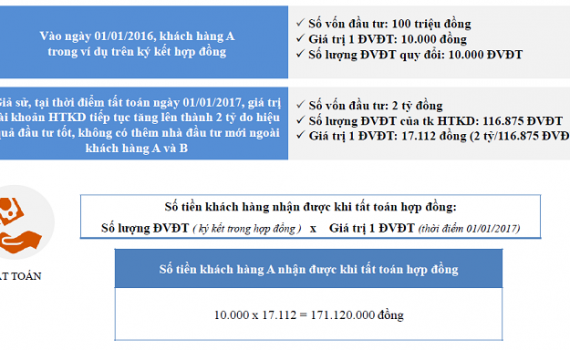 Vào ngày 01/01/2016, khách hàng A
trong ví dụ trên ký kết hợp đồng
✓ Số vốn đầu tư: 100 triệu đồng
✓ Giá trị 1 ĐVĐT: 10.000 đồng
✓ Số lượng ĐVĐT quy đổi: 10.000 ĐVĐT
iả sử, tại thời điểm tất toán ngày 01/01/2017, giá trị
ài khoản HTKD tiếp tục tăng lên thành 2 tỷ do hiệu
quả đầu tư tốt, không có thêm nhà đầu tư mới ngoài
khách hàng A và B
✓ Số vốn đầu tư: 2 tỷ đồng
✓ Số lượng ĐVĐT của tk HTKD: 116.875 ĐVĐT
✓ Giá trị 1 ĐVĐT: 17.112 đồng (2 tỷ/116.875 ĐVĐ
Số tiền khách hàng nhận được khi tất toán hợp đồng:
Số lượng ĐVĐT ( ký kết trong hợp đồng ) x Giá trị 1 ĐVĐT (thời điểm 01/01/2017)
ẤT TOÁN
Số tiền khách hàng A nhận được khi tất toán hợp đồng
10.000 x 17.112 = 171.120.000 đồng